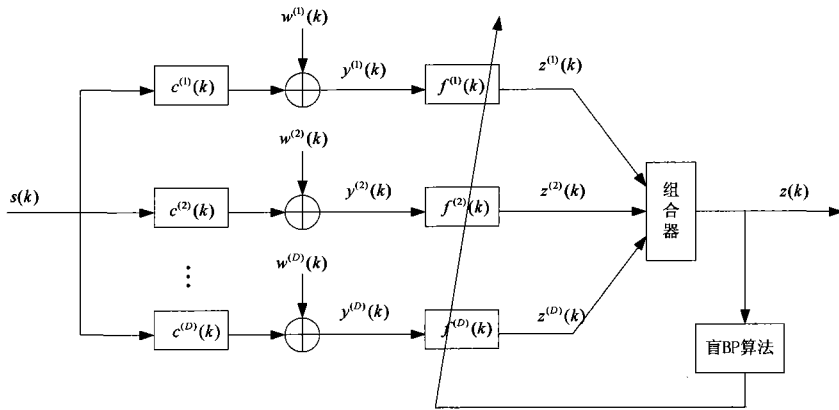 w^{(1)}(k)
c^{(1)}(k)
y^{(1)}(k)
f^{(1)}(k)
z^{(1)}(k)
w^{(2)}(k)
s(k)
c^{(2)}(k)
y^{(2)}(k)
f^{(2)}(k)
z^{(2)}(k)
组合器
z(k)
⋮
w^{(D)}(k)
c^{(D)}(k)
y^{(D)}(k)
f^{(D)}(k)
z^{(D)}(k)
盲BP算法